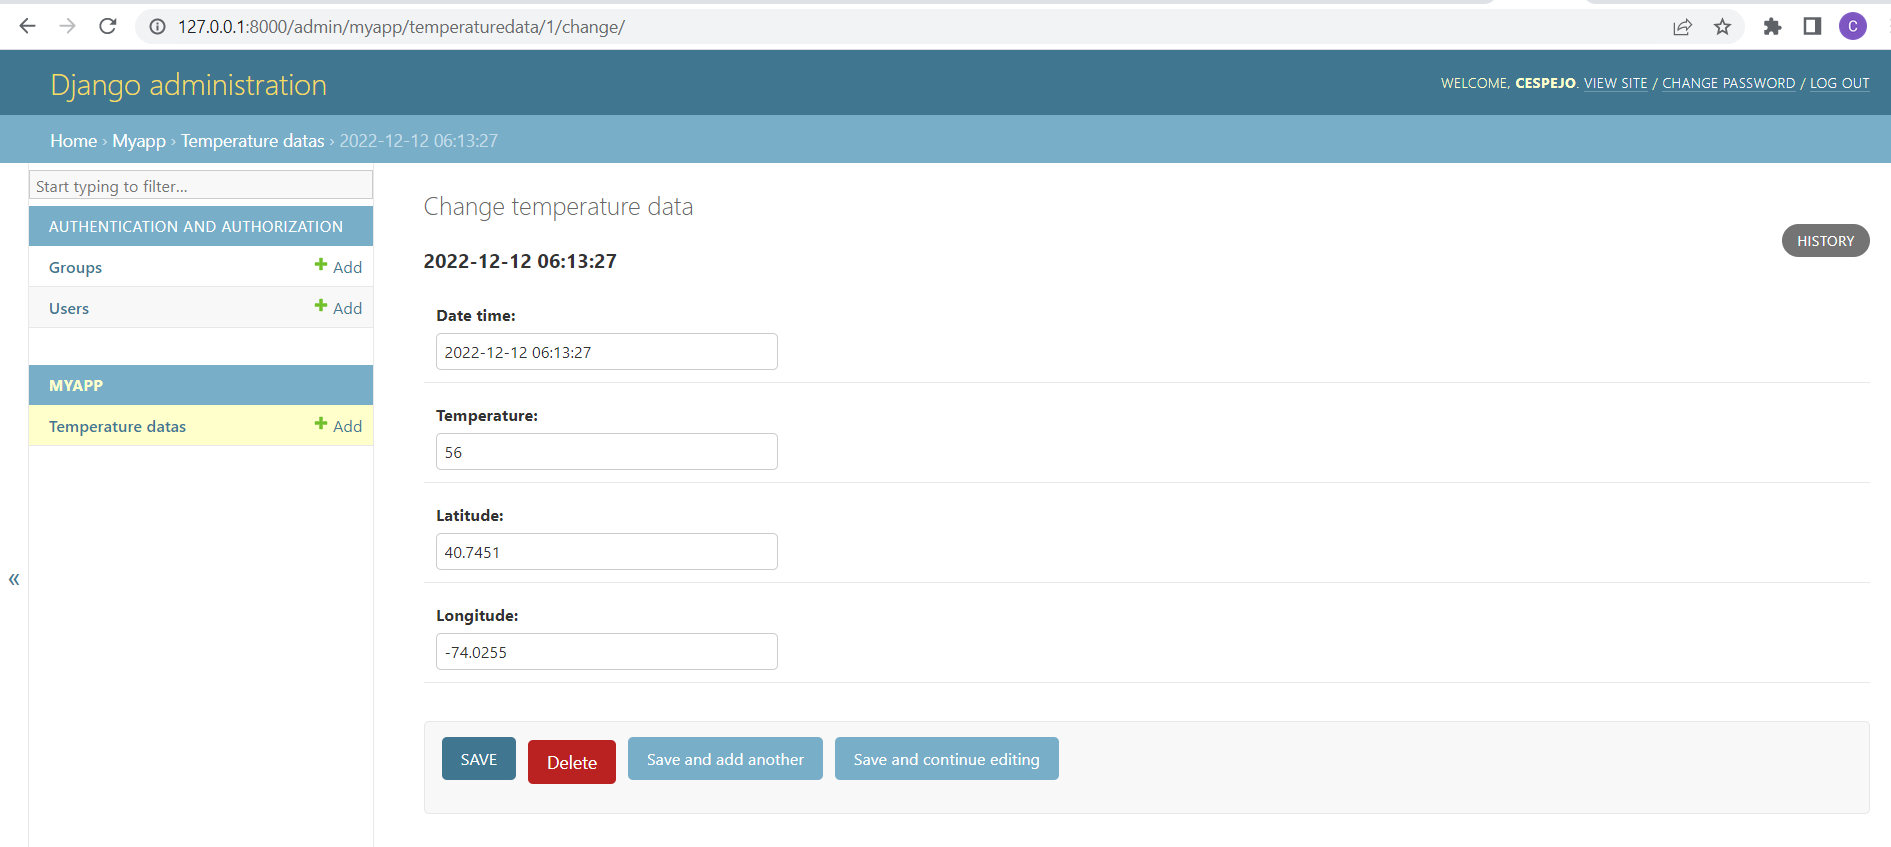 127.0.0.1:8000/admin/myapp/temperaturedata/1/change/
C
Django administration
WELCOME, CESPEJO. VIEW SITE / CHANGE PASSWORD / LOG OUT
Home › Myapp › Temperature datas › 2022-12-12 06:13:27
Start typing to filter...
AUTHENTICATION AND AUTHORIZATION
Groups + Add
Users + Add
MYAPP
Temperature datas + Add
«
Change temperature data
HISTORY
2022-12-12 06:13:27
Date time:
2022-12-12 06:13:27
Temperature:
56
Latitude:
40.7451
Longitude:
-74.0255
SAVE Delete Save and add another Save and continue editing